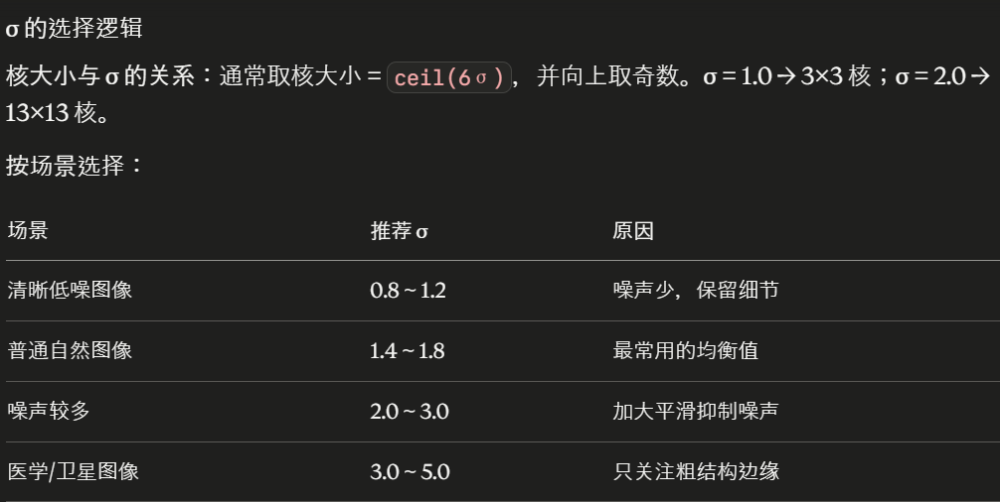 σ 的选择逻辑
核大小与 σ 的关系：通常取核大小 = ceil(6σ)，并向上取奇数。σ = 1.0 → 3×3 核；σ = 2.0 →
13×13 核。
按场景选择：
场景 推荐 σ 原因
清晰低噪图像 0.8 ~ 1.2 噪声少，保留细节
普通自然图像 1.4 ~ 1.8 最常用的均衡值
噪声较多 2.0 ~ 3.0 加大平滑抑制噪声
医学/卫星图像 3.0 ~ 5.0 只关注粗结构边缘